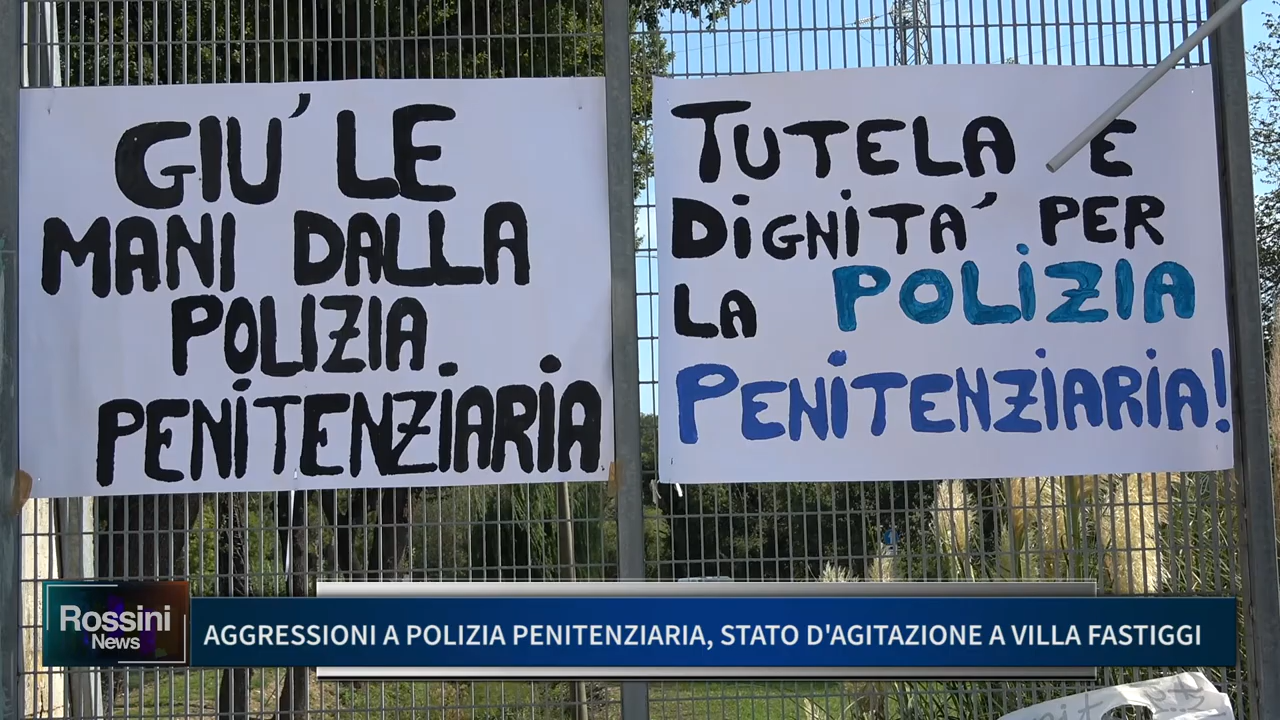 GIU' LE
MANI DALLA
POLIZIA
PENITENZIARIA
TUTELA E
DIGNITA' PER
LA POLIZIA
PENITENZIARIA!
Rossini
News
AGGRESSIONI A POLIZIA PENITENZIARIA, STATO D'AGITAZIONE A VILLA FASTIGGI